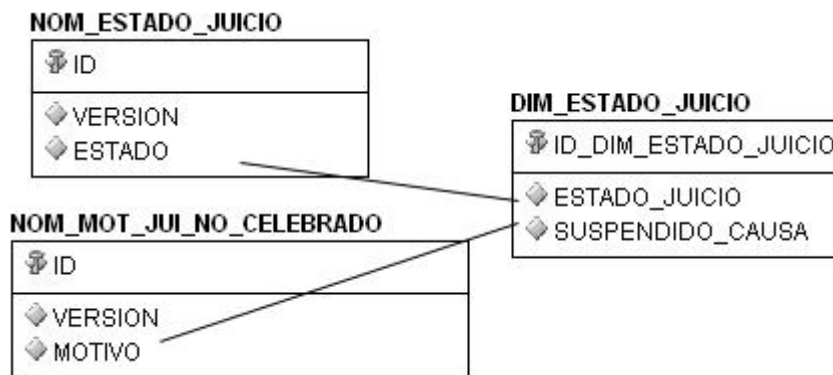 NOM_ESTADO_JUICIO
ID
VERSION
ESTADO
NOM_MOT_JUI_NO_CELEBRADO
ID
VERSION
MOTIVO
DIM_ESTADO_JUICIO
ID_DIM_ESTADO_JUICIO
ESTADO_JUICIO
SUSPENDIDO_CAUSA